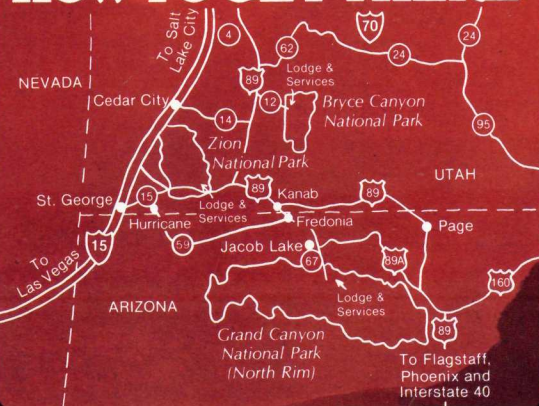 To Salt
Lake City
4
62
70
24
24
NEVADA
89
Lodge &
Services
Cedar City
12
Bryce Canyon
National Park
14
95
Zion
National Park
UTAH
St. George
15
89
Kanab
89
Lodge &
Services
Hurricane
Fredonia
15
59
Jacob Lake
Page
To
Las Vegas
67
89A
160
ARIZONA
Lodge &
Services
Grand Canyon
National Park
(North Rim)
89
To Flagstaff,
Phoenix and
Interstate 40